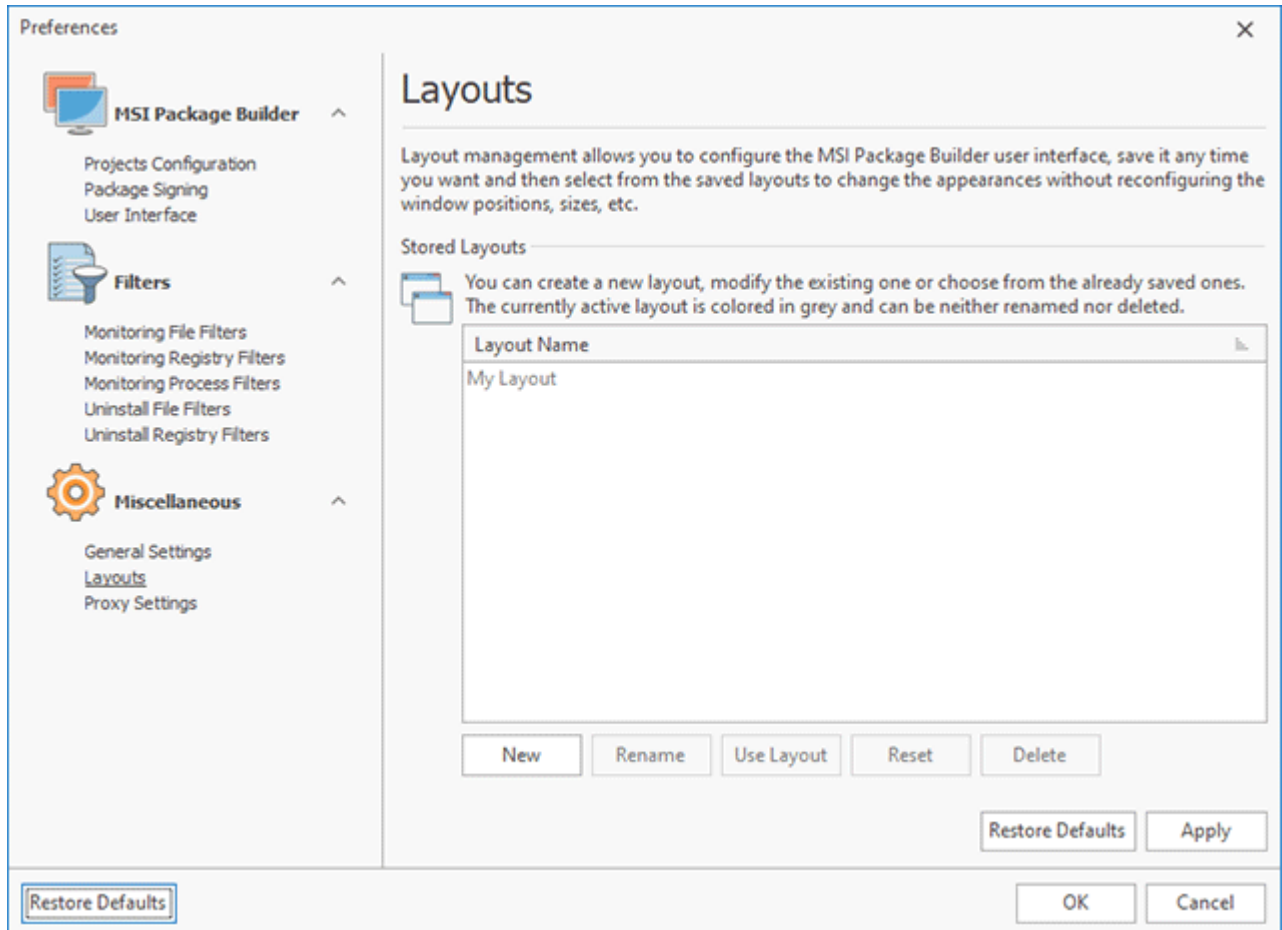 Preferences
MSI Package Builder
Projects Configuration
Package Signing
User Interface
Filters
Monitoring File Filters
Monitoring Registry Filters
Monitoring Process Filters
Uninstall File Filters
Uninstall Registry Filters
Miscellaneous
General Settings
Layouts
Proxy Settings
Layouts
Layout management allows you to configure the MSI Package Builder user interface, save it any time
you want and then select from the saved layouts to change the appearances without reconfiguring the
window positions, sizes, etc.
Stored Layouts
You can create a new layout, modify the existing one or choose from the already saved ones.
The currently active layout is colored in grey and can be neither renamed nor deleted.
Layout Name
My Layout
New Rename Use Layout Reset Delete
Restore Defaults Apply
Restore Defaults OK Cancel